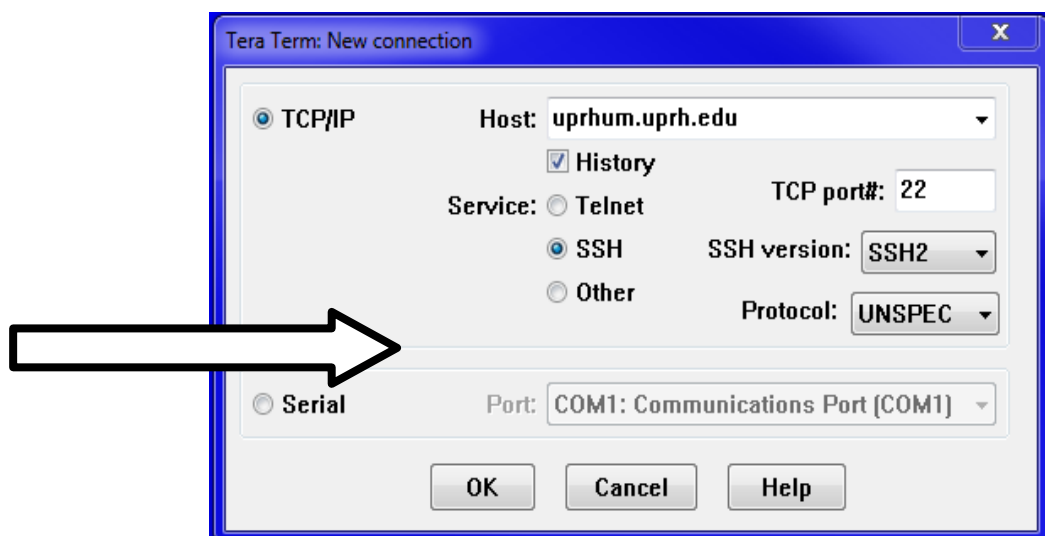 Tera Term: New connection
x
TCP/IP Host: uprhum.uprh.edu
History
Service: Telnet TCP port#: 22
SSH SSH version: SSH2
Other Protocol: UNSPEC
Serial Port: COM1: Communications Port (COM1)
OK Cancel Help